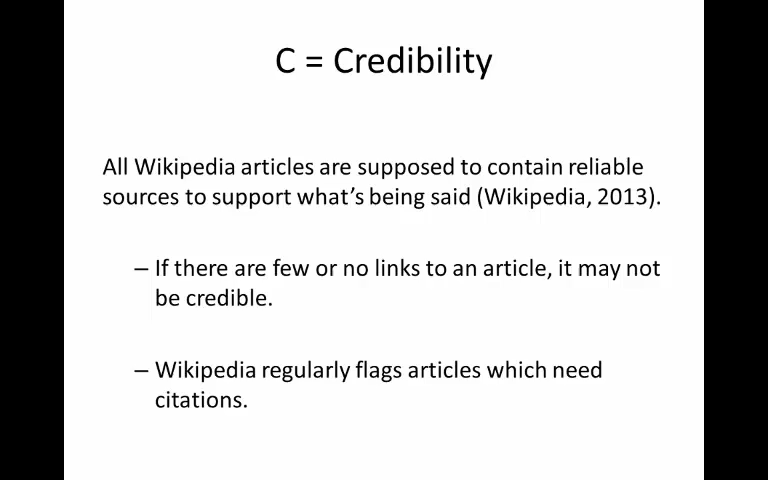 C = Credibility
All Wikipedia articles are supposed to contain reliable
sources to support what’s being said (Wikipedia, 2013).
– If there are few or no links to an article, it may not
be credible.
– Wikipedia regularly flags articles which need
citations.